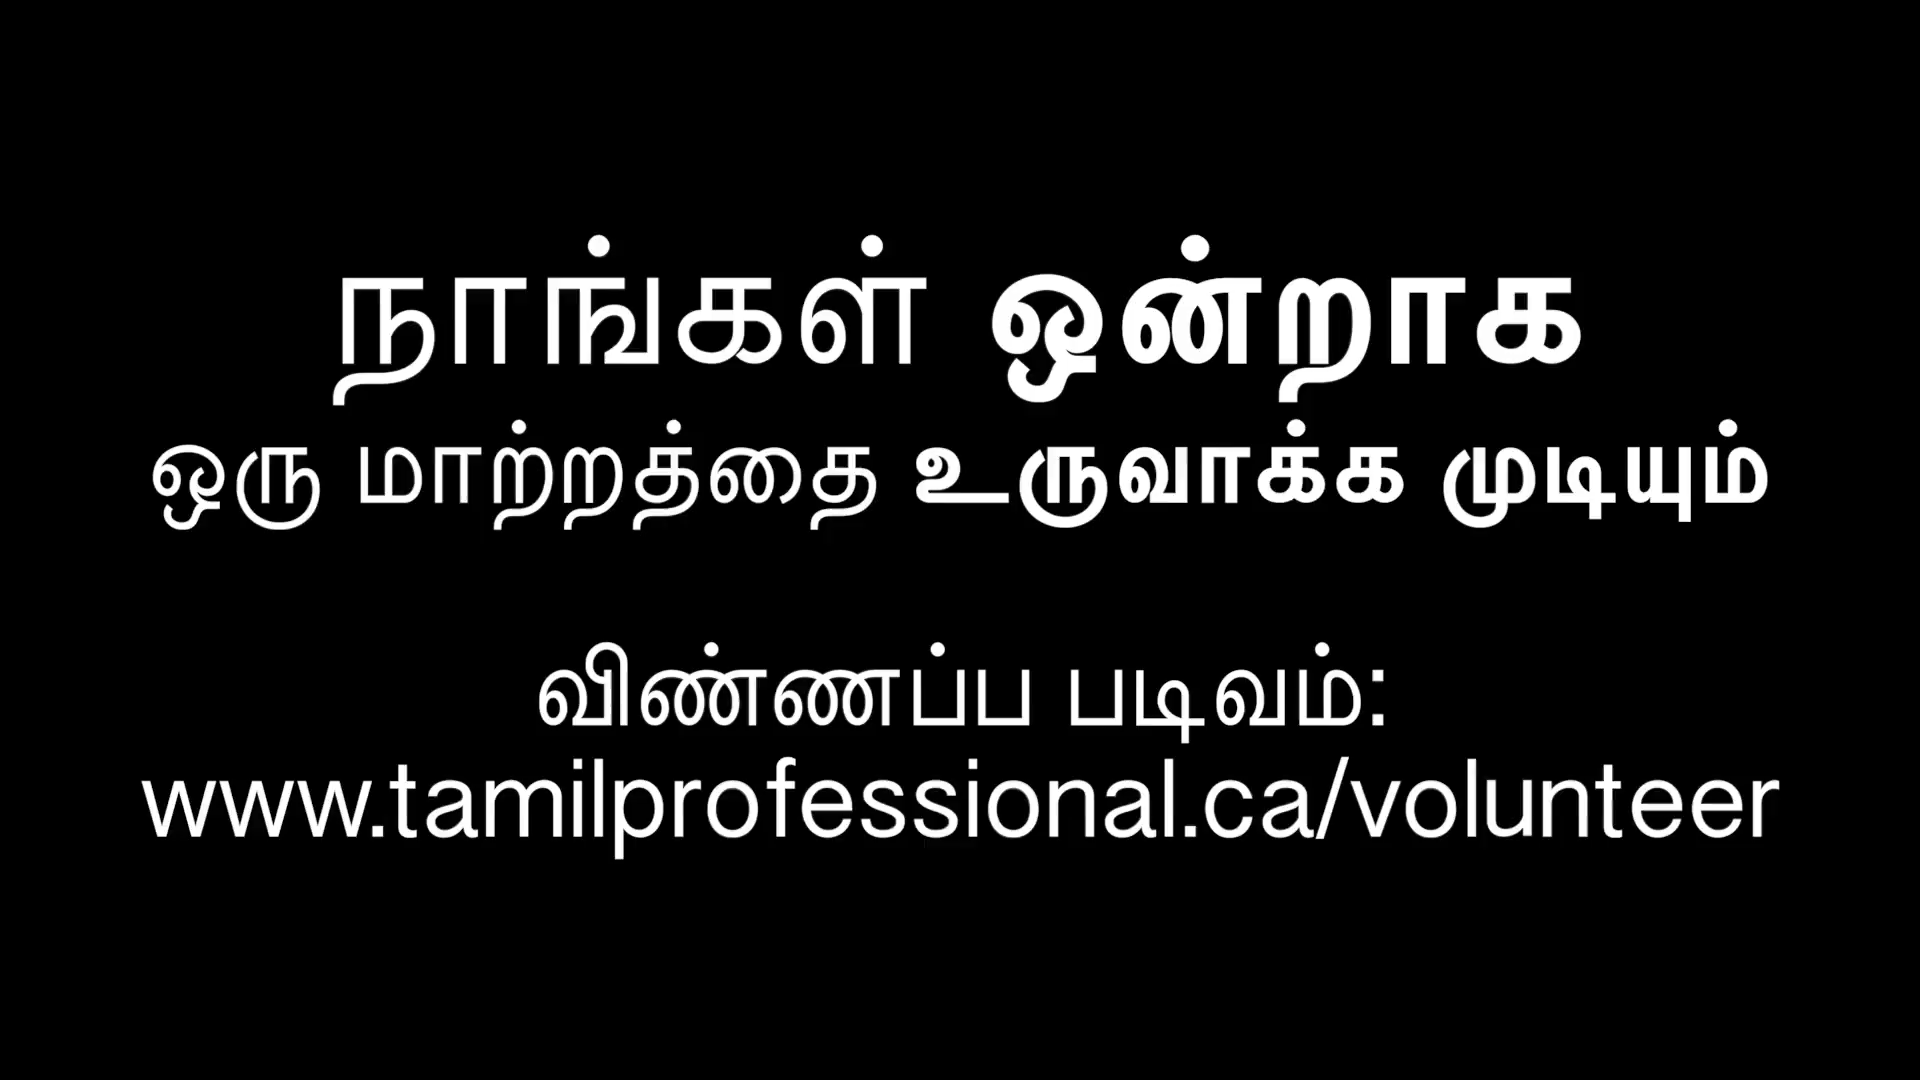 நாங்கள் ஒன்றாக
ஒரு மாற்றத்தை உருவாக்க முடியும்
விண்ணப்ப படிவம்:
www.tamilprofessional.ca/volunteer